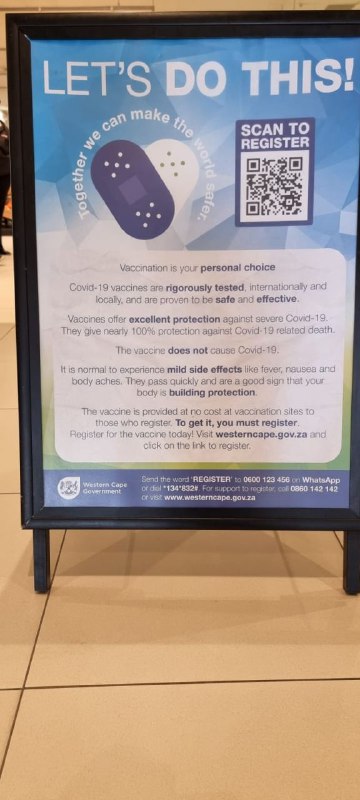 LET'S DO THIS!
Together we can make the world safer.
SCAN TO
REGISTER
Vaccination is your personal choice
Covid-19 vaccines are rigorously tested, internationally and
locally, and are proven to be safe and effective.
Vaccines offer excellent protection against severe Covid-19.
They give nearly 100% protection against Covid-19 related death.
The vaccine does not cause Covid-19.
It is normal to experience mild side effects like fever, nausea and
body aches. They pass quickly and are a good sign that your
body is building protection.
The vaccine is provided at no cost at vaccination sites to
those who register. To get it, you must register.
Register for the vaccine today! Visit westerncape.gov.za and
click on the link to register.
Western Cape
Government
Send the word 'REGISTER' to 0600 123 456 on WhatsApp
or dial *134*832#. For support to register, call 0860 142 142
or visit www.westerncape.gov.za